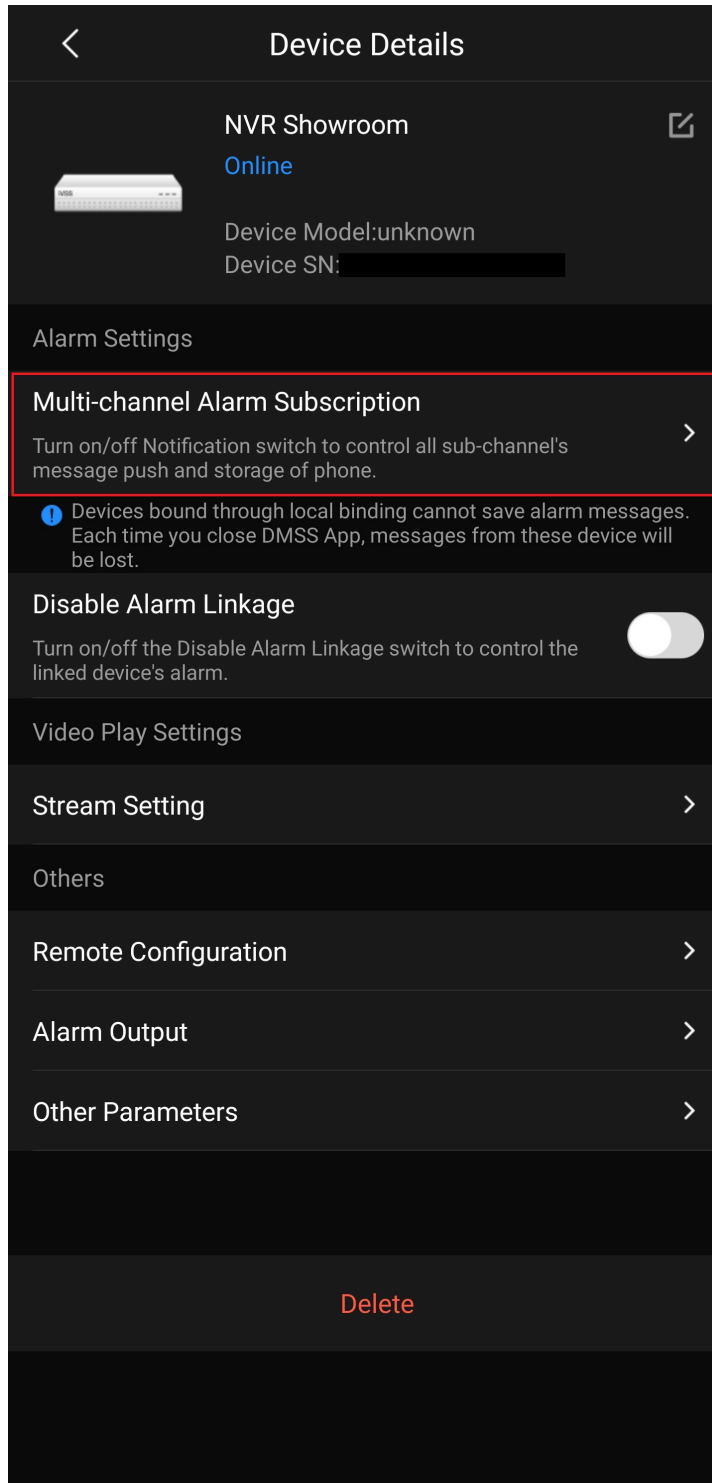 Device Details
NVR Showroom
Online
IVSS
Device Model:unknown
Device SN:
Alarm Settings
Multi-channel Alarm Subscription
Turn on/off Notification switch to control all sub-channel's
message push and storage of phone.
Devices bound through local binding cannot save alarm messages.
Each time you close DMSS App, messages from these device will
be lost.
Disable Alarm Linkage
Turn on/off the Disable Alarm Linkage switch to control the
linked device's alarm.
Video Play Settings
Stream Setting
Others
Remote Configuration
Alarm Output
Other Parameters
Delete